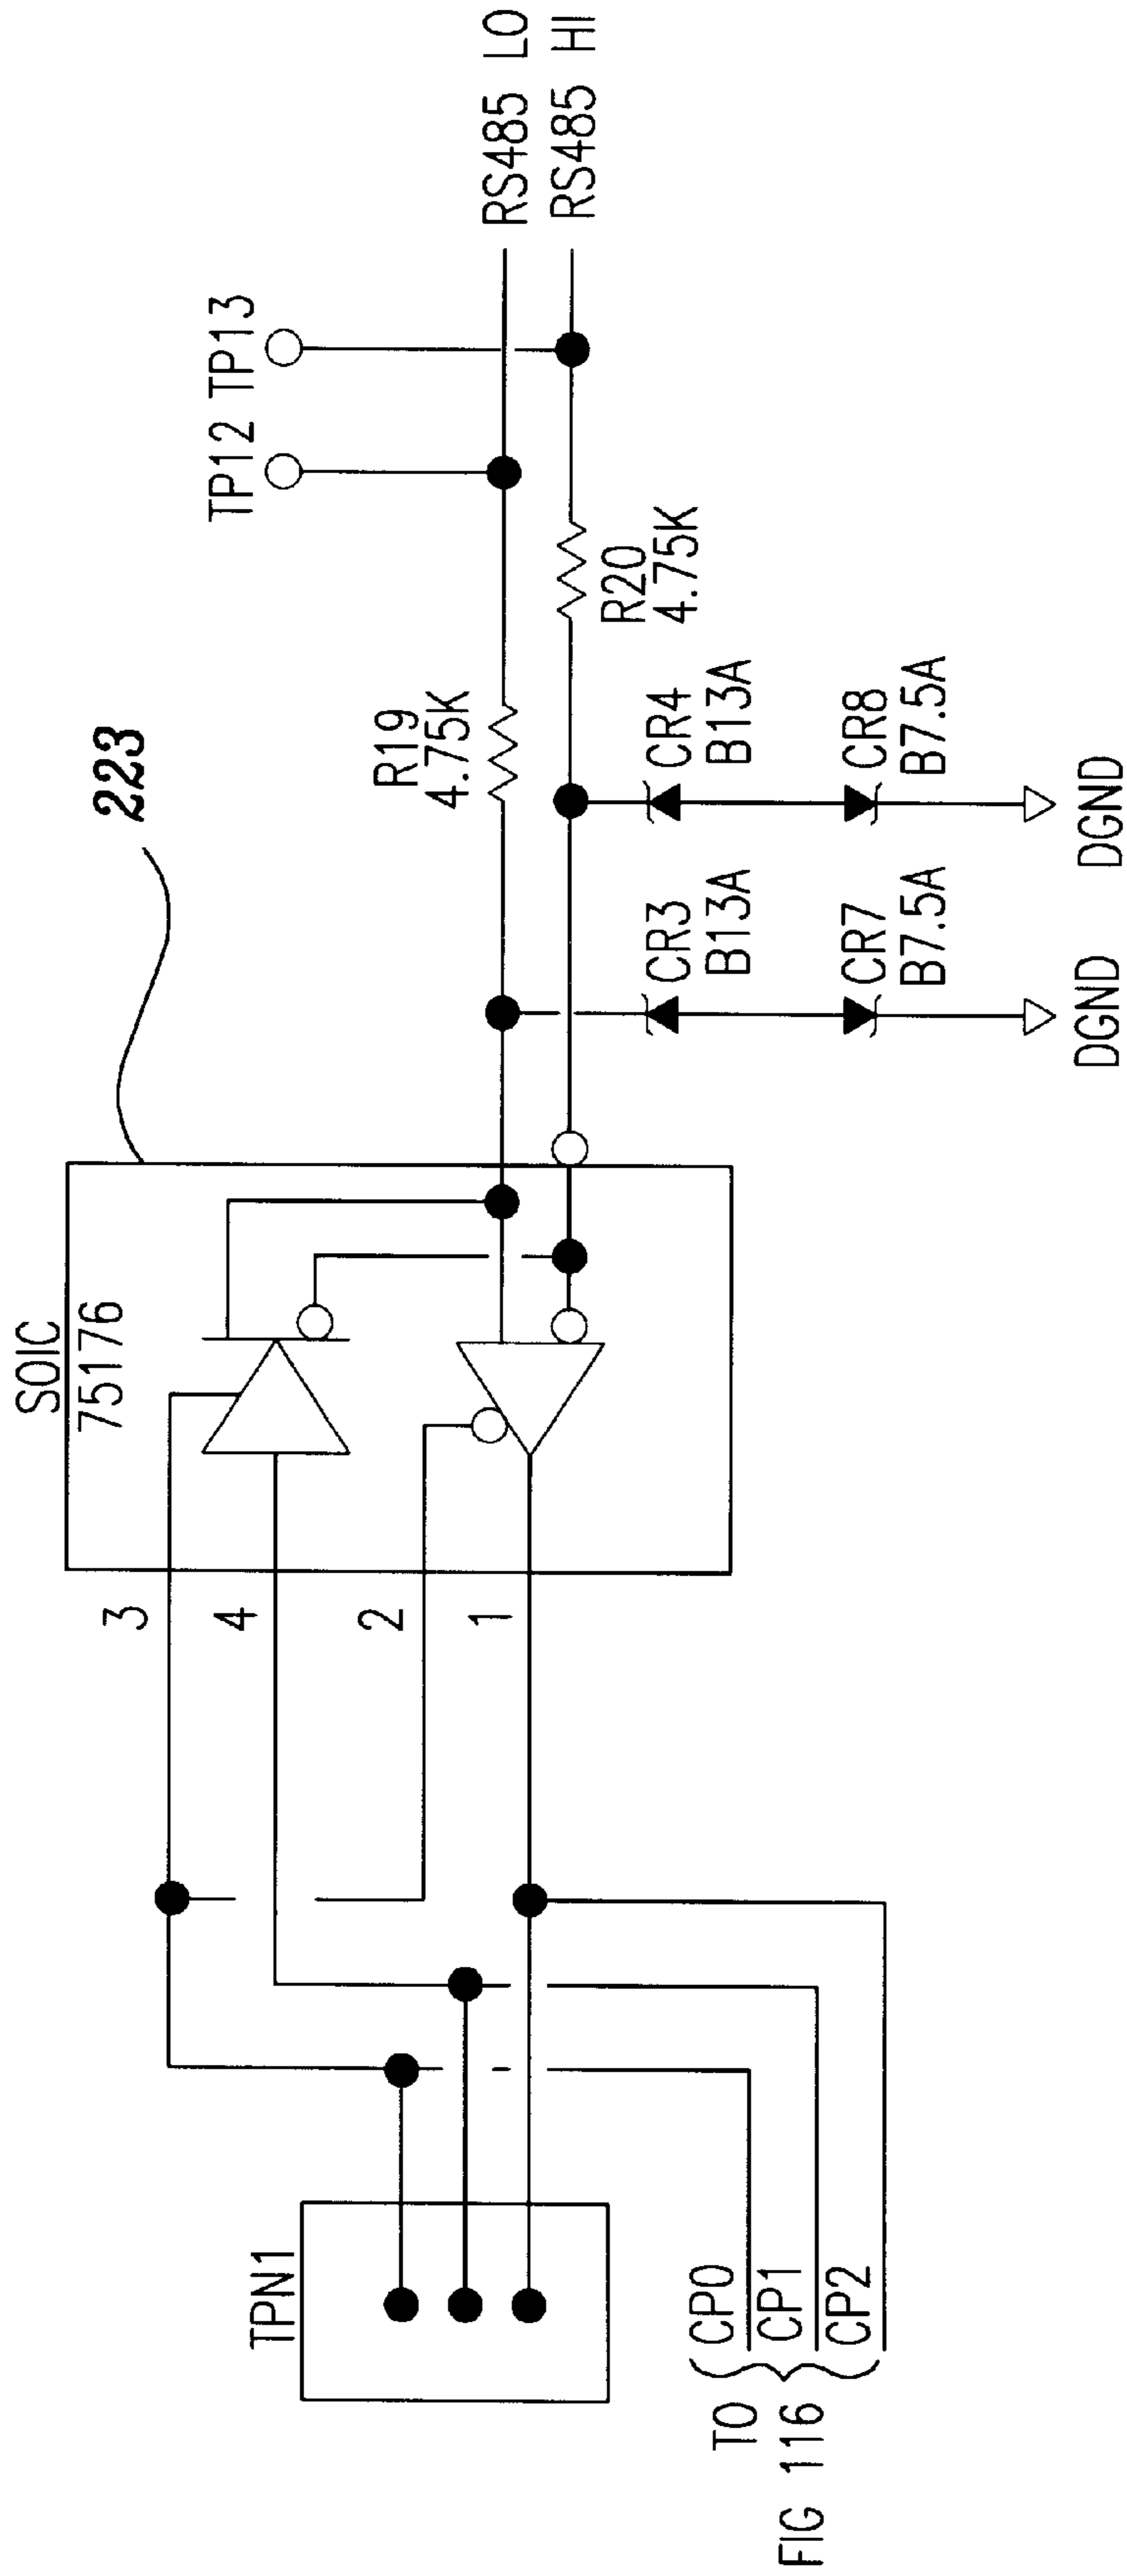 223
SOIC
75176
TP12
TP13
RS485 LO
RS485 HI
R19
4.75K
R20
4.75K
3
4
2
1
CR3
B13A
CR4
B13A
CR7
B7.5A
CR8
B7.5A
DGND
DGND
TPN1
CP0
CP1
CP2
TO
FIG 116